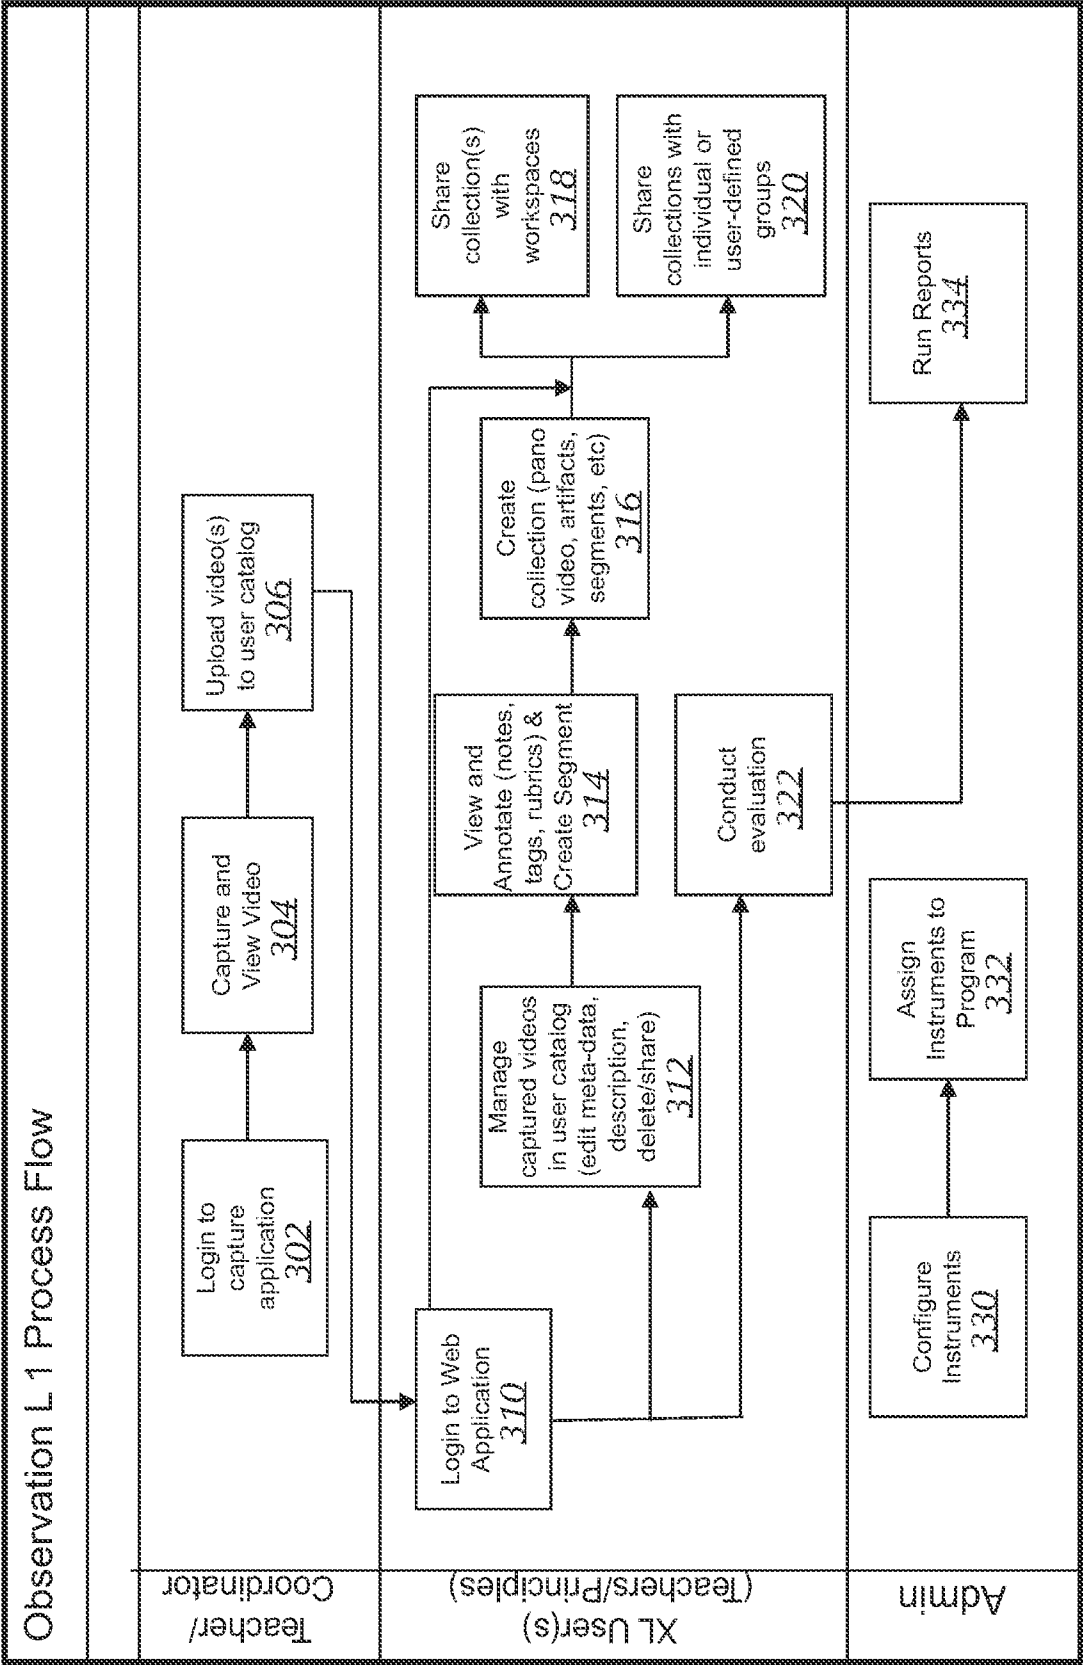 Observation L 1 Process Flow
Teacher/
Coordinator
Login to
capture
application
302
Capture and
View Video
304
Upload video(s)
to user catalog
306
XL User(s)
(Teachers/Principles)
Login to Web
Application
310
Manage
captured videos
in user catalog
(edit meta-data,
description,
delete/share)
312
View and
Annotate (notes,
tags, rubrics) &
Create Segment
314
Create
collection (pano
video, artifacts,
segments, etc)
316
Share
collection(s)
with
workspaces
318
Share
collections with
individual or
user-defined
groups
320
Conduct
evaluation
322
Admin
Configure
Instruments
330
Assign
Instruments to
Program
332
Run Reports
334